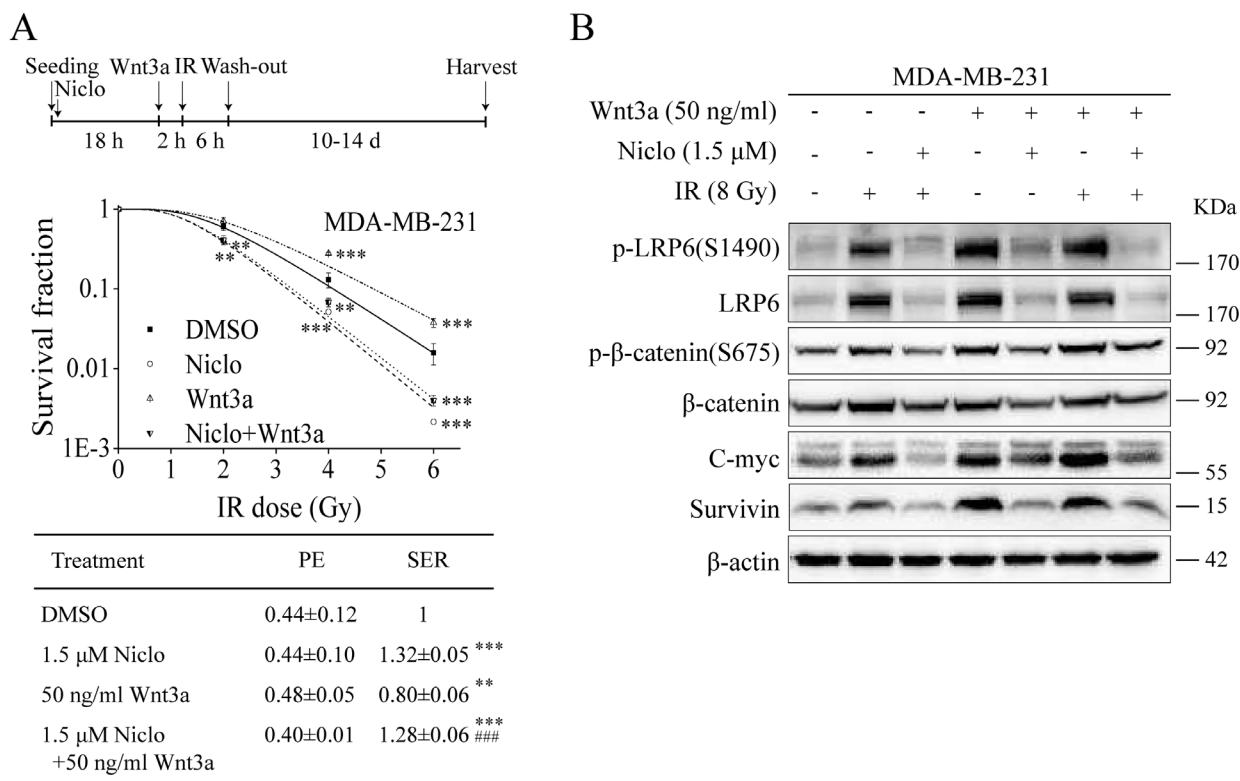 A
Seeding
Niclo
Wnt3a IR Wash-out
Harvest
18 h 2 h 6 h 10-14 d
MDA-MB-231
Survival fraction
1
0.1
0.01
1E-3
** **
*** ** ***
*** *** ***
DMSO
Niclo
Wnt3a
Niclo+Wnt3a
0 1 2 3 4 5 6
IR dose (Gy)
Treatment PE SER
DMSO 0.44±0.12 1
1.5 μM Niclo 0.44±0.10 1.32±0.05 ***
50 ng/ml Wnt3a 0.48±0.05 0.80±0.06 **
1.5 μM Niclo 0.40±0.01 1.28±0.06 *** ###
+50 ng/ml Wnt3a
B
MDA-MB-231
Wnt3a (50 ng/ml) - - - + + + +
Niclo (1.5 μM) - - + - + - +
IR (8 Gy) - + + - - + +
KDa
p-LRP6(S1490) 170
LRP6 170
p-β-catenin(S675) 92
β-catenin 92
C-myc 55
Survivin 15
β-actin 42